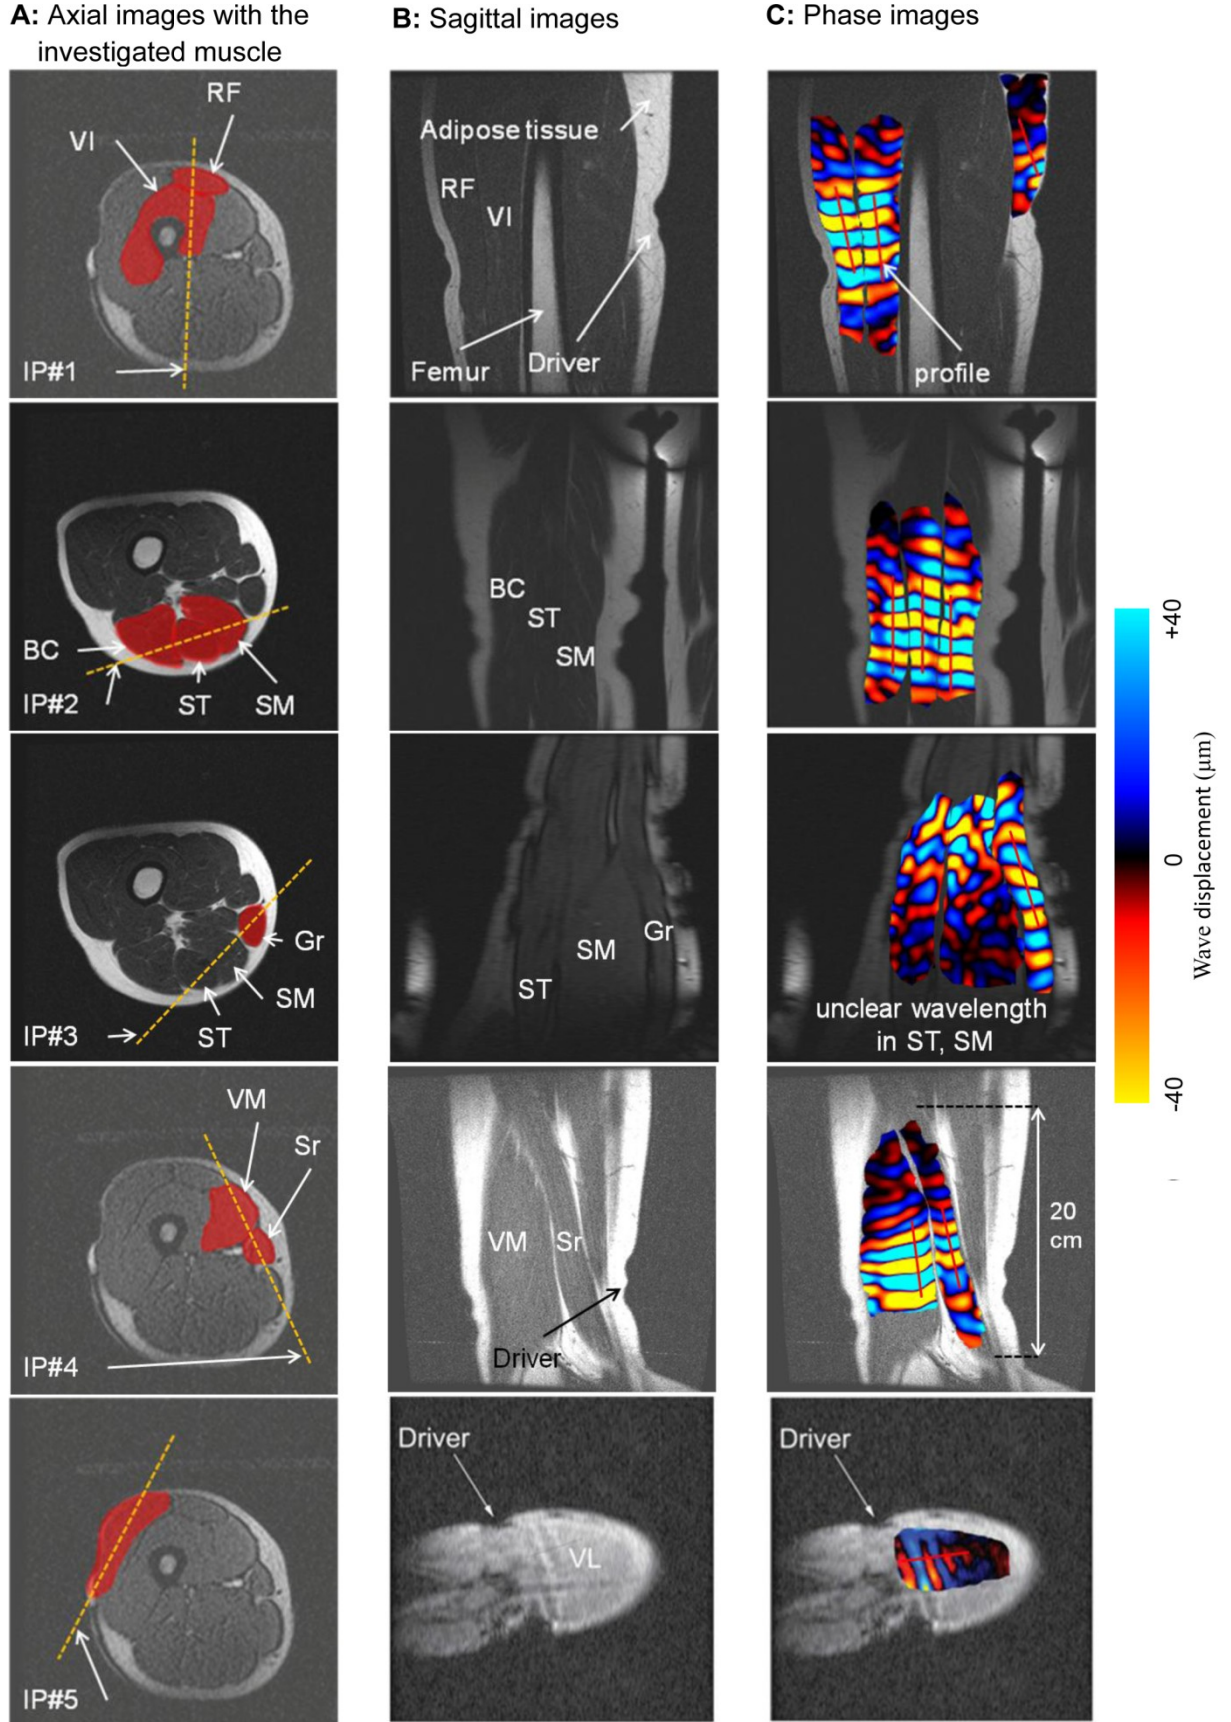 A: Axial images with the
investigated muscle
B: Sagittal images
C: Phase images
RF
VI
IP#1
Adipose tissue
RF
VI
Femur
Driver
profile
BC
IP#2
ST
SM
BC
ST
SM
Gr
SM
ST
IP#3
Gr
SM
ST
unclear wavelength
in ST, SM
VM
Sr
IP#4
VM
Sr
Driver
20
cm
IP#5
Driver
VL
Driver
+40
0
-40
Wave displacement (μm)